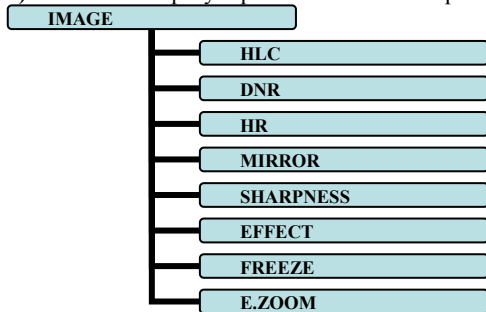 IMAGE
HLC
DNR
HR
MIRROR
SHARPNESS
EFFECT
FREEZE
E.ZOOM